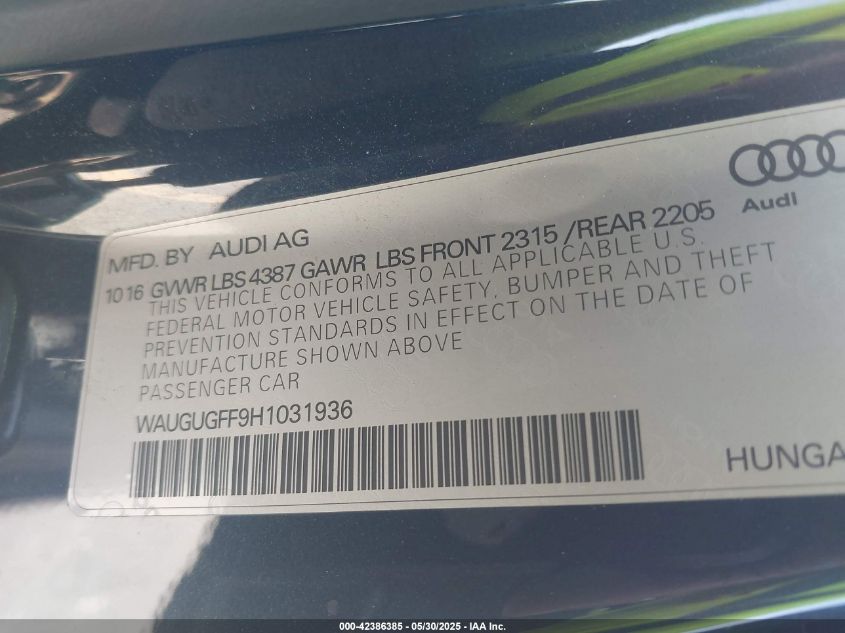 Audi
MFD. BY AUDI AG
10 16 GVWR LBS 4387 GAWR LBS FRONT 2315 /REAR 2205
THIS VEHICLE CONFORMS TO ALL APPLICABLE U.S.
FEDERAL MOTOR VEHICLE SAFETY, BUMPER AND THEFT
PREVENTION STANDARDS IN EFFECT ON THE DATE OF
MANUFACTURE SHOWN ABOVE
PASSENGER CAR
WAUGUGFF9H1031936
HUNGA
000-42386385 - 05/30/2025 - IAA Inc.